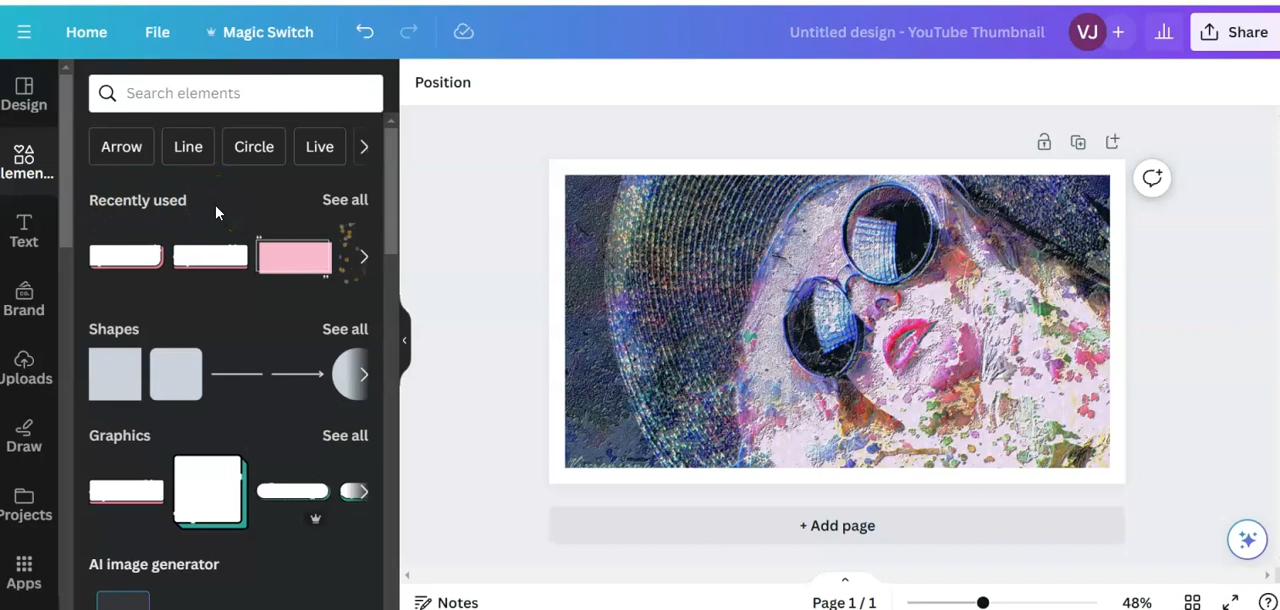 Home File Magic Switch Untitled design - YouTube Thumbnail VJ + Share
Design
Elemen...
Text
Brand
Uploads
Draw
Projects
Apps
Search elements
Arrow Line Circle Live
Recently used See all
Shapes See all
Graphics See all
AI image generator
Position
+ Add page
Notes Page 1 / 1 48%